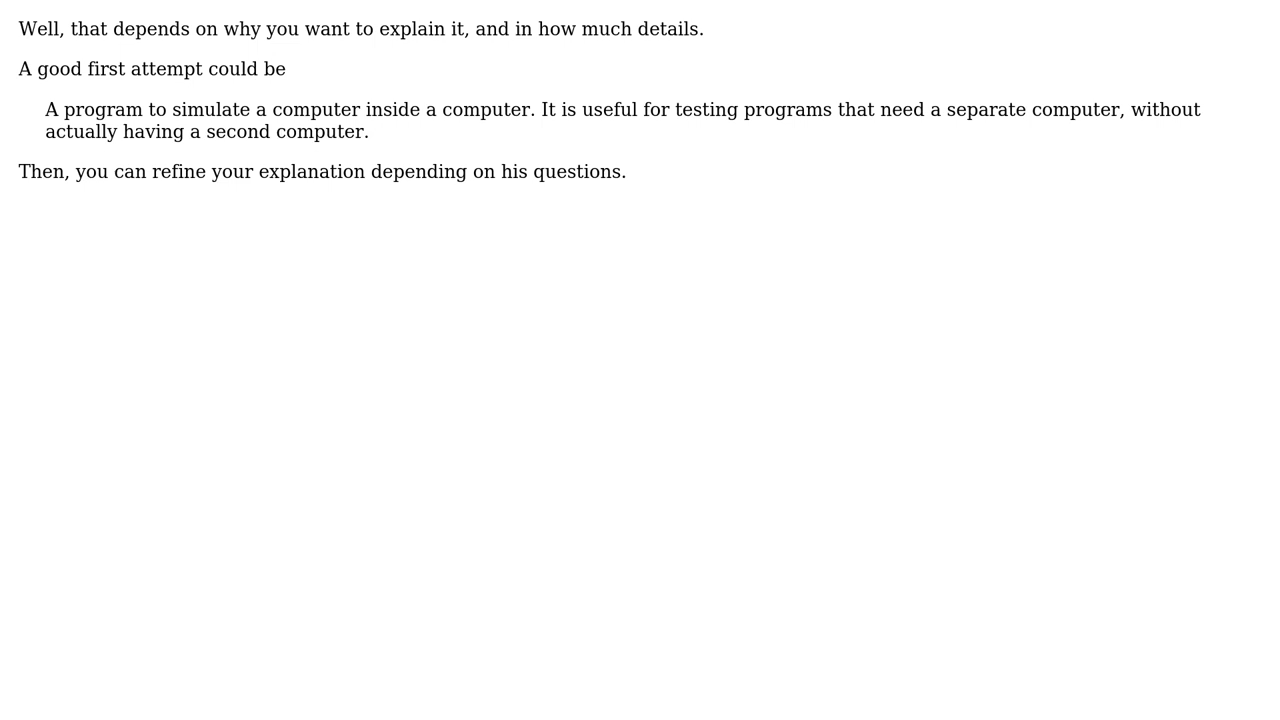 Well, that depends on why you want to explain it, and in how much details.
A good first attempt could be
A program to simulate a computer inside a computer. It is useful for testing programs that need a separate computer, without
actually having a second computer.
Then, you can refine your explanation depending on his questions.